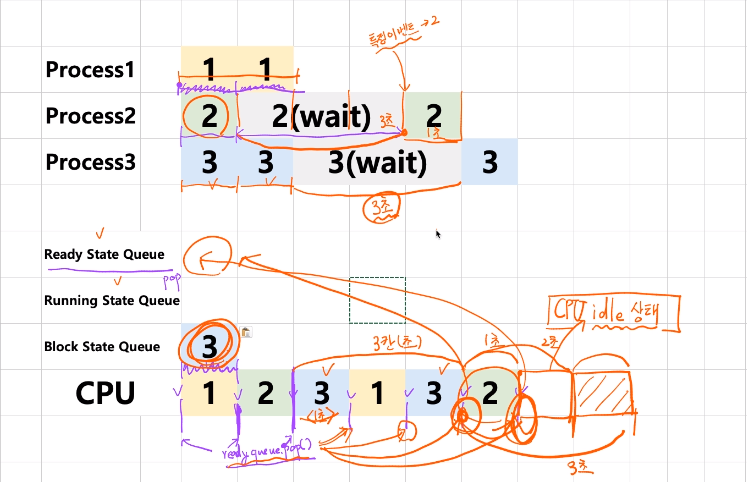 특정이벤트 → 2
Process1 1 1
Process2 2 2(wait) 3초 2
1초
Process3 3 3 3(wait) 3
3초
Ready State Queue
pop
Running State Queue
CPU idle 상태
Block State Queue 3
3칸(초) 1초 2초
CPU 1 2 3 1 3 2
1초
ready queue.pop()
3초